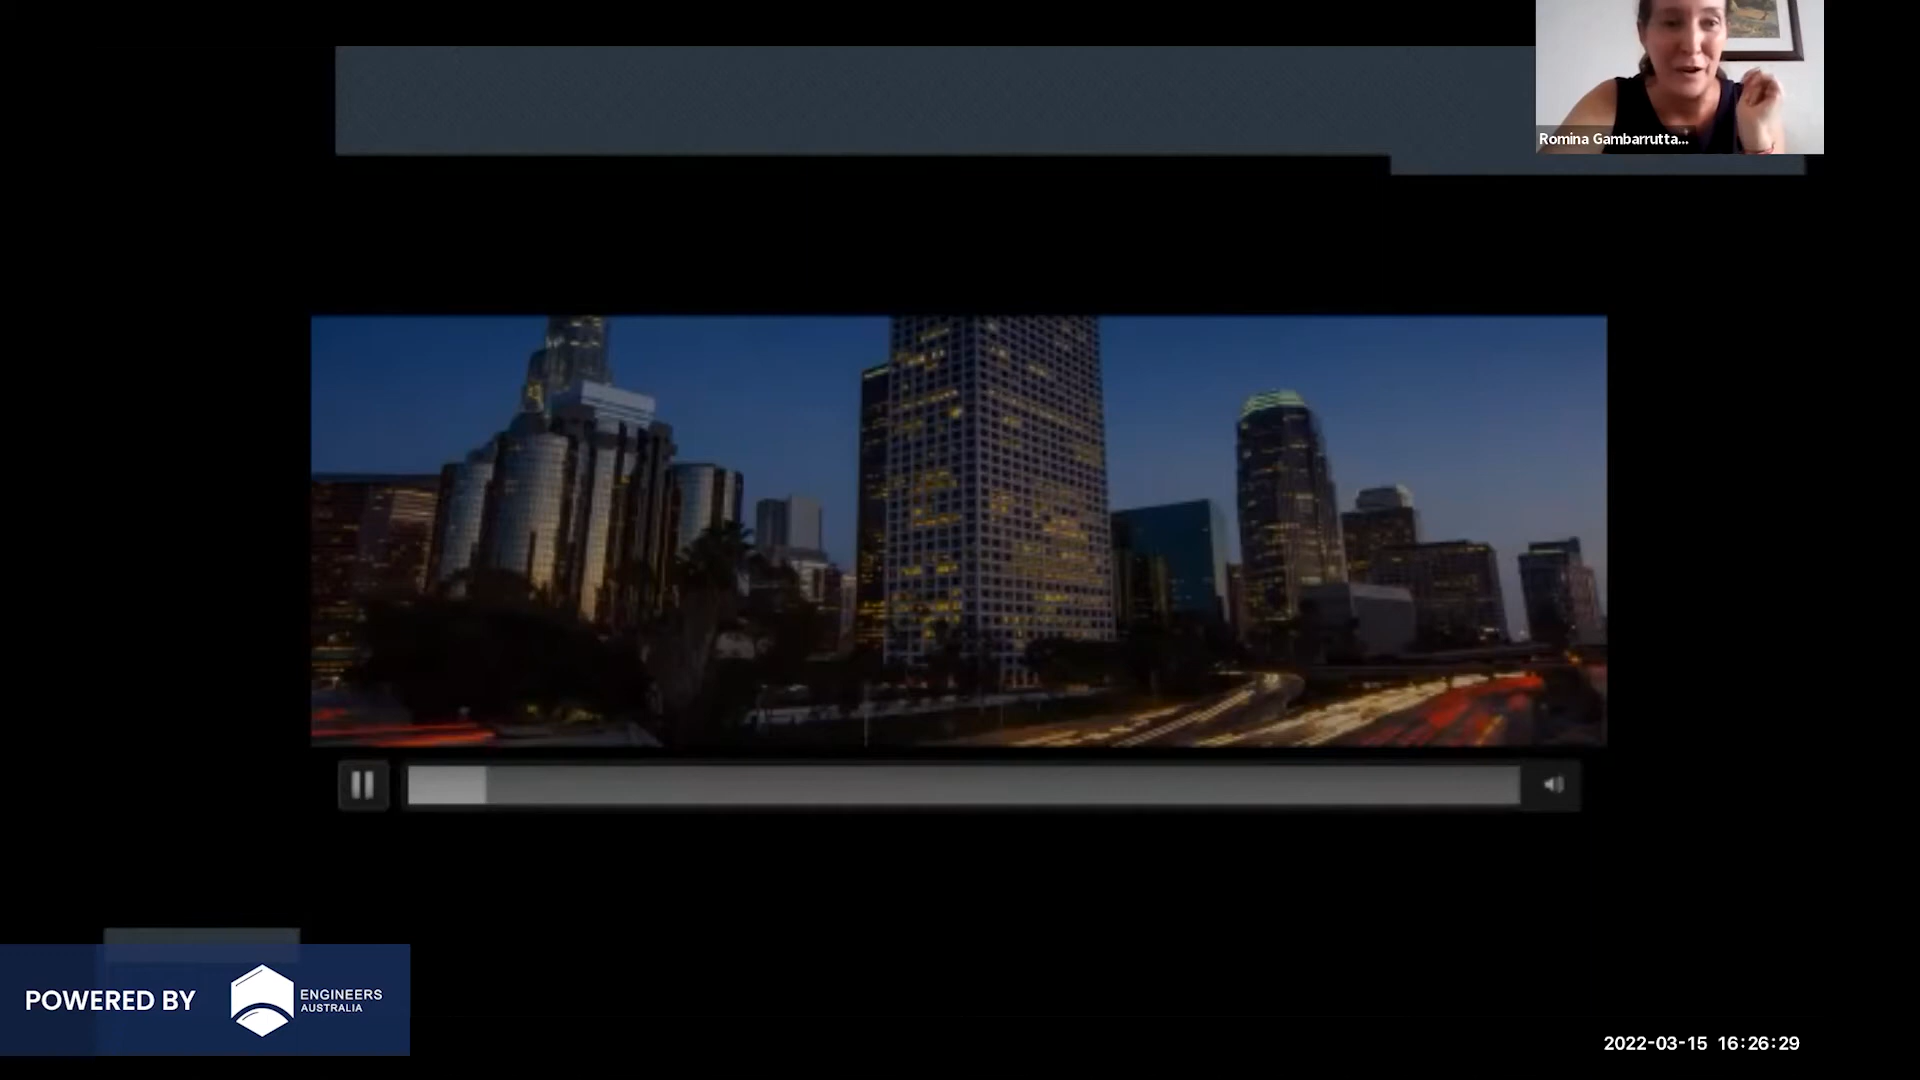 Romina Gambarrutta...
POWERED BY
ENGINEERS
AUSTRALIA
2022-03-15 16:26:29